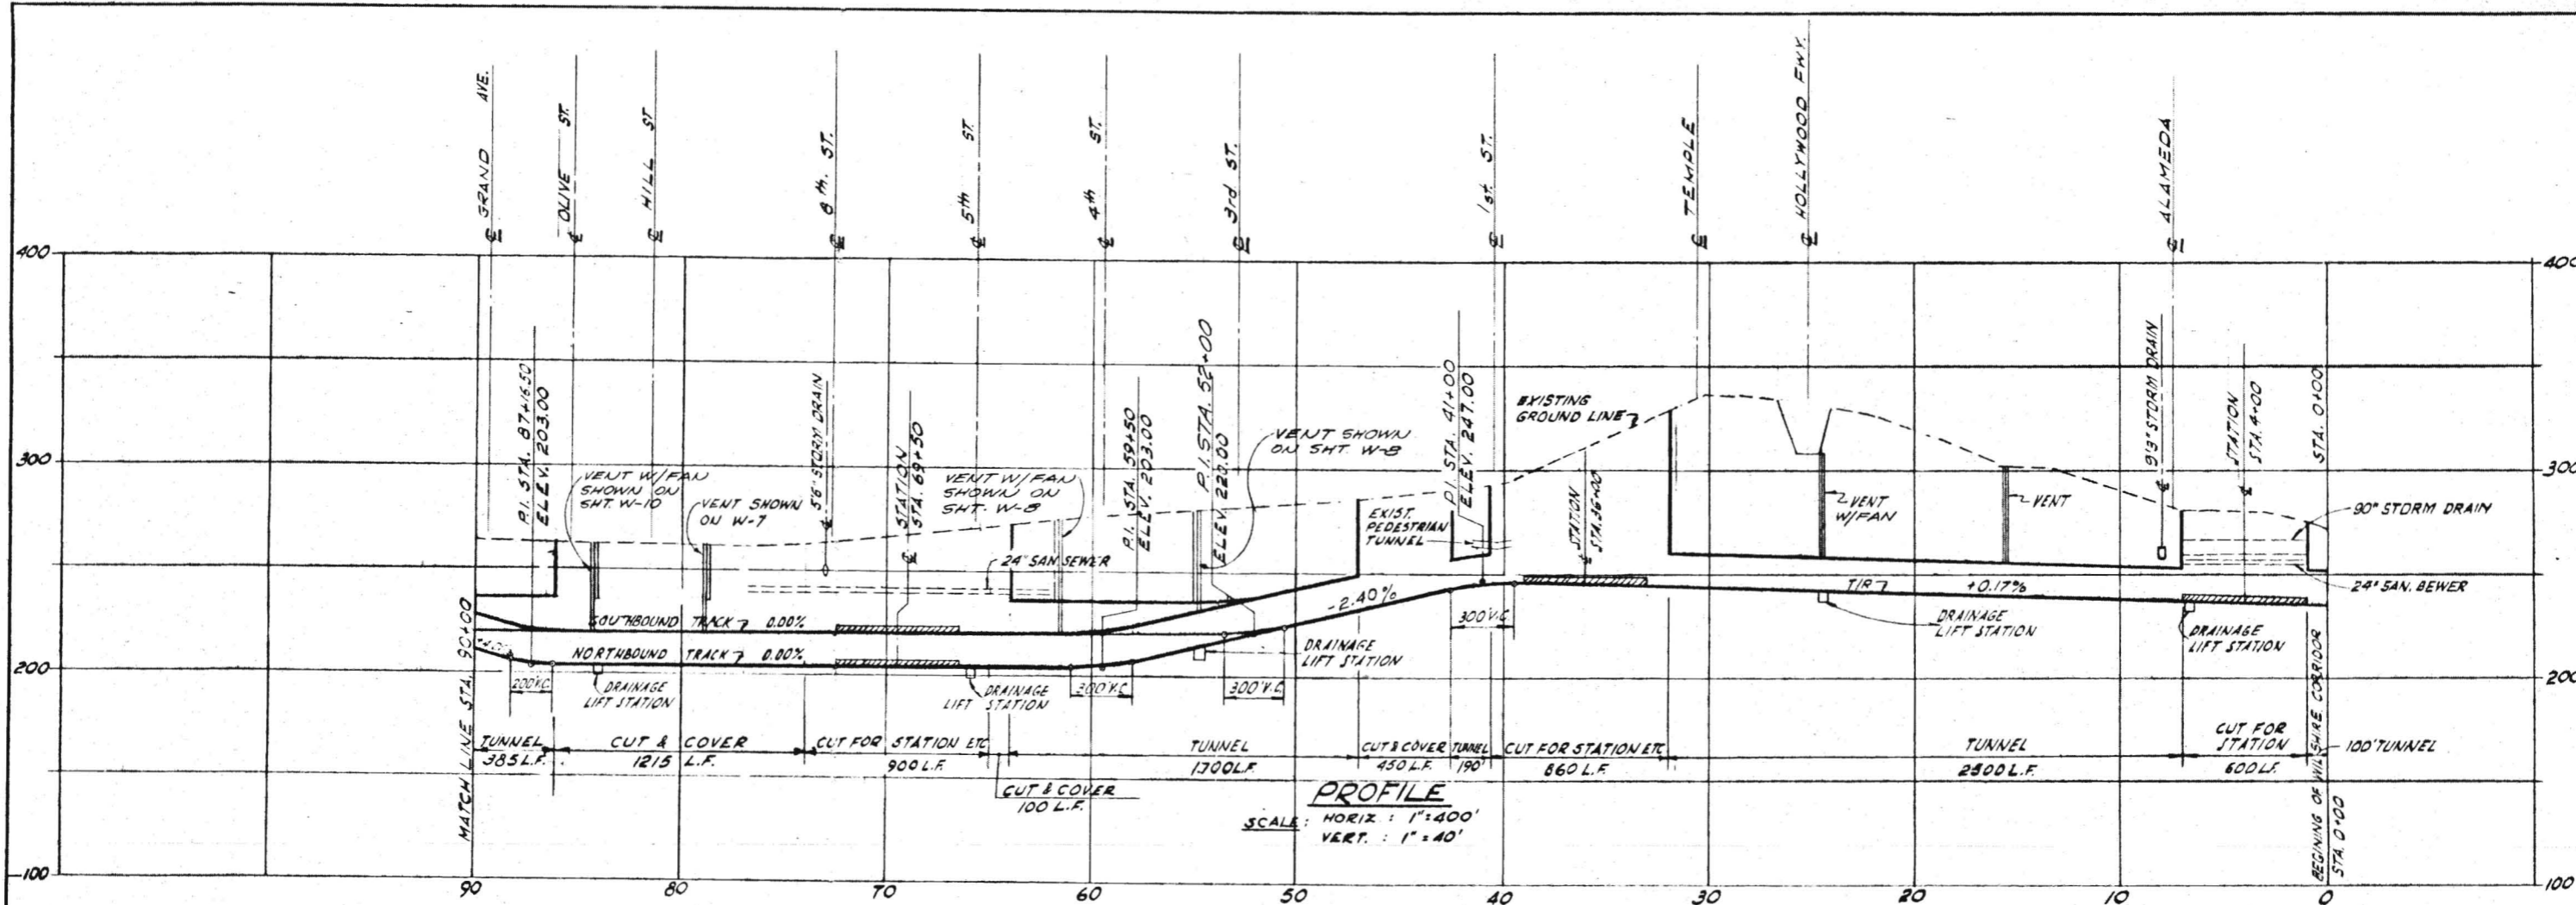 ℄ GRAND AVE.
℄ OLIVE ST.
℄ HILL ST
℄ 8th. ST.
℄ 5th ST.
℄ 4th ST.
℄ 3rd ST.
℄ 1st. ST.
℄ TEMPLE
℄ HOLLYWOOD FWY.
℄ ALAMEDA
400
400
300
300
200
200
100
100
P.I. STA. 87+16.50
ELEV. 203.00
VENT W/FAN
SHOWN ON
SHT. W-10
VENT SHOWN
ON W-7
56" STORM DRAIN
℄ STATION
STA. 69+50
VENT W/FAN
SHOWN ON
SHT. W-8
24" SAN. SEWER
P.I. STA. 59+50
ELEV. 203.00
P.I. STA. 52+00
ELEV. 220.00
VENT SHOWN
ON SHT. W-8
EXIST.
PEDESTRIAN
TUNNEL
P.I. STA. 41+00
ELEV. 247.00
EXISTING
GROUND LINE
℄ STATION
STA. 36+00
VENT
W/FAN
VENT
9'3" STORM DRAIN
℄ STATION
STA. 4+00
STA. 0+00
90" STORM DRAIN
24" SAN. SEWER
SOUTHBOUND TRACK 0.00%
NORTHBOUND TRACK 0.00%
-2.40%
T/R
+0.17%
200' V.C.
300' V.C.
300' V.C.
300' V.C.
DRAINAGE
LIFT STATION
DRAINAGE
LIFT STATION
DRAINAGE
LIFT STATION
DRAINAGE
LIFT STATION
DRAINAGE
LIFT STATION
MATCH LINE STA. 90+00
TUNNEL
385 L.F.
CUT & COVER
1215 L.F.
CUT FOR STATION ETC
900 L.F.
CUT & COVER
100 L.F.
TUNNEL
1700 L.F.
CUT & COVER
450 L.F.
TUNNEL
190'
CUT FOR STATION ETC
860 L.F.
TUNNEL
2500 L.F.
CUT FOR
STATION
600 L.F.
100' TUNNEL
BEGINING OF WILSHIRE CORRIDOR
STA. 0+00
PROFILE
SCALE: HORIZ.: 1"=400'
VERT.: 1"=40'
90 80 70 60 50 40 30 20 10 0